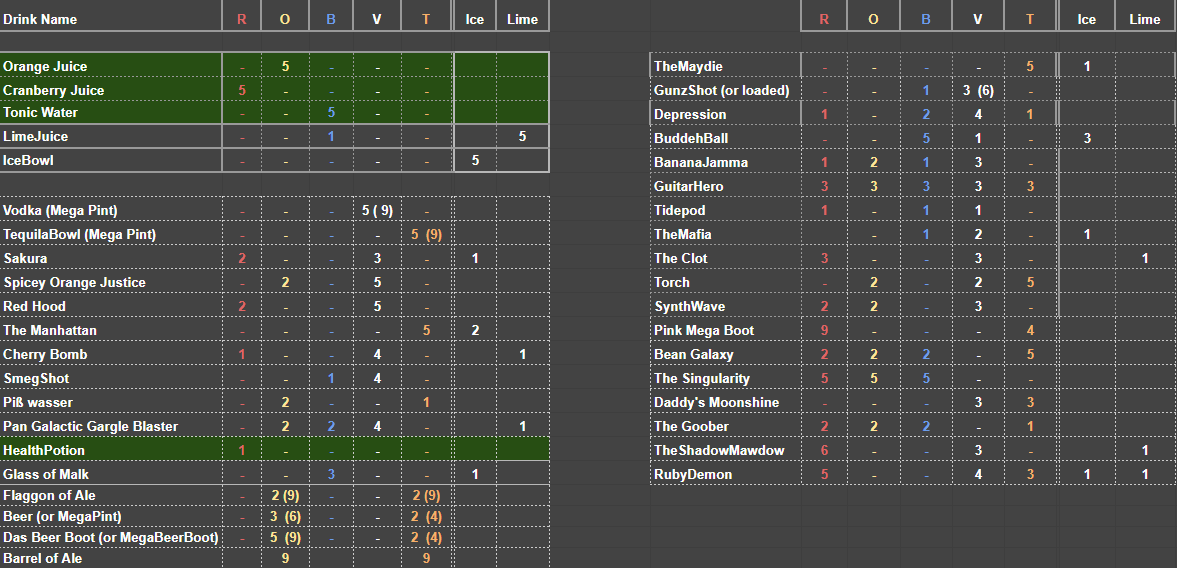 Drink Name R O B V T Ice Lime
Orange Juice - 5 - - -
Cranberry Juice 5 - - - -
Tonic Water - - 5 - -
LimeJuice - - 1 - - 5
IceBowl - - - - - 5
Vodka (Mega Pint) - - - 5 ( 9) -
TequilaBowl (Mega Pint) - - - - 5 (9)
Sakura 2 - - 3 - 1
Spicey Orange Justice - 2 - 5 -
Red Hood 2 - - 5 -
The Manhattan - - - - 5 2
Cherry Bomb 1 - - 4 - 1
SmegShot - - 1 4 -
Piß wasser - 2 - - 1
Pan Galactic Gargle Blaster - 2 2 4 - 1
HealthPotion 1 - - - -
Glass of Malk - - 3 - - 1
Flaggon of Ale - 2 (9) - - 2 (9)
Beer (or MegaPint) - 3 (6) - - 2 (4)
Das Beer Boot (or MegaBeerBoot) - 5 (9) - - 2 (4)
Barrel of Ale 9 9
R O B V T Ice Lime
TheMaydie - - - - 5 1
GunzShot (or loaded) - - 1 3 (6) -
Depression 1 - 2 4 1
BuddehBall - - 5 1 - 3
BananaJamma 1 2 1 3 -
GuitarHero 3 3 3 3 3
Tidepod 1 - 1 1 -
TheMafia - - 1 2 - 1
The Clot 3 - - 3 - 1
Torch - 2 - 2 5
SynthWave 2 2 - 3 -
Pink Mega Boot 9 - - - 4
Bean Galaxy 2 2 2 - 5
The Singularity 5 5 5 - -
Daddy's Moonshine - - - 3 3
The Goober 2 2 2 - 1
TheShadowMawdow 6 - - 3 - 1
RubyDemon 5 - - 4 3 1 1